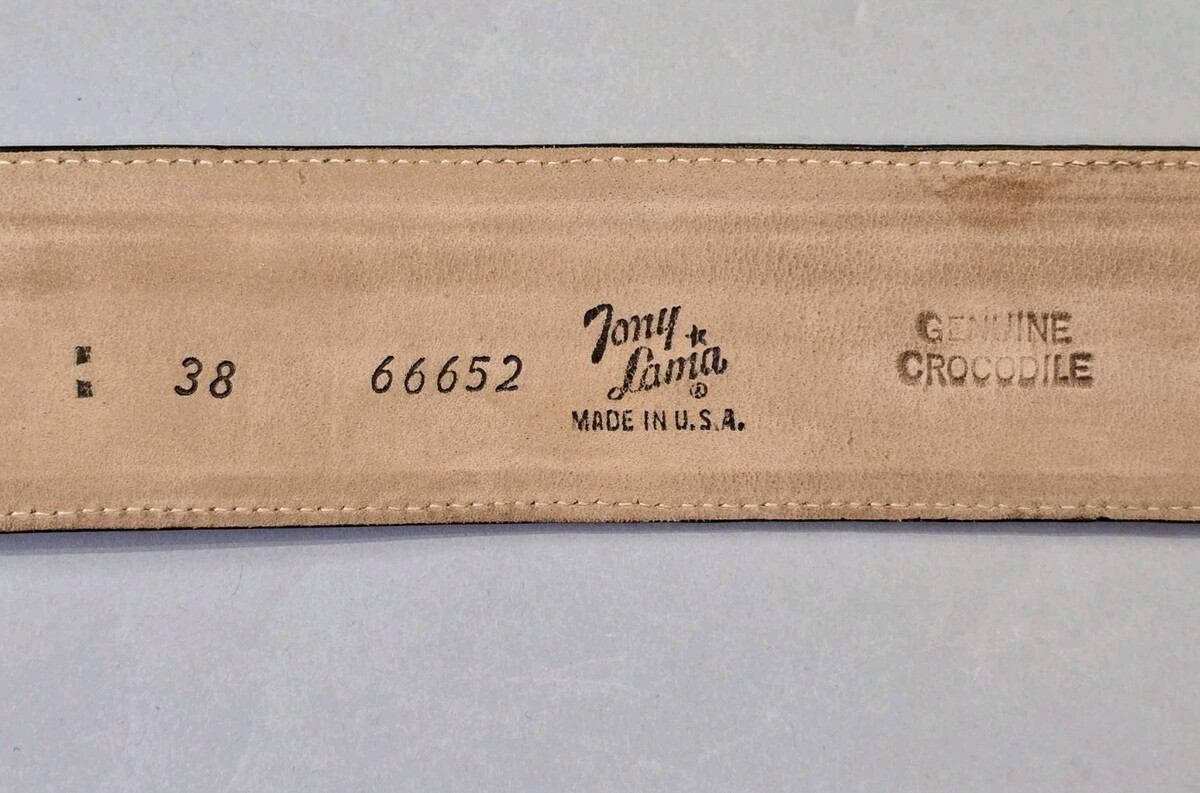 38
66652
Tony
Lama
®
MADE IN U.S.A.
GENUINE
CROCODILE